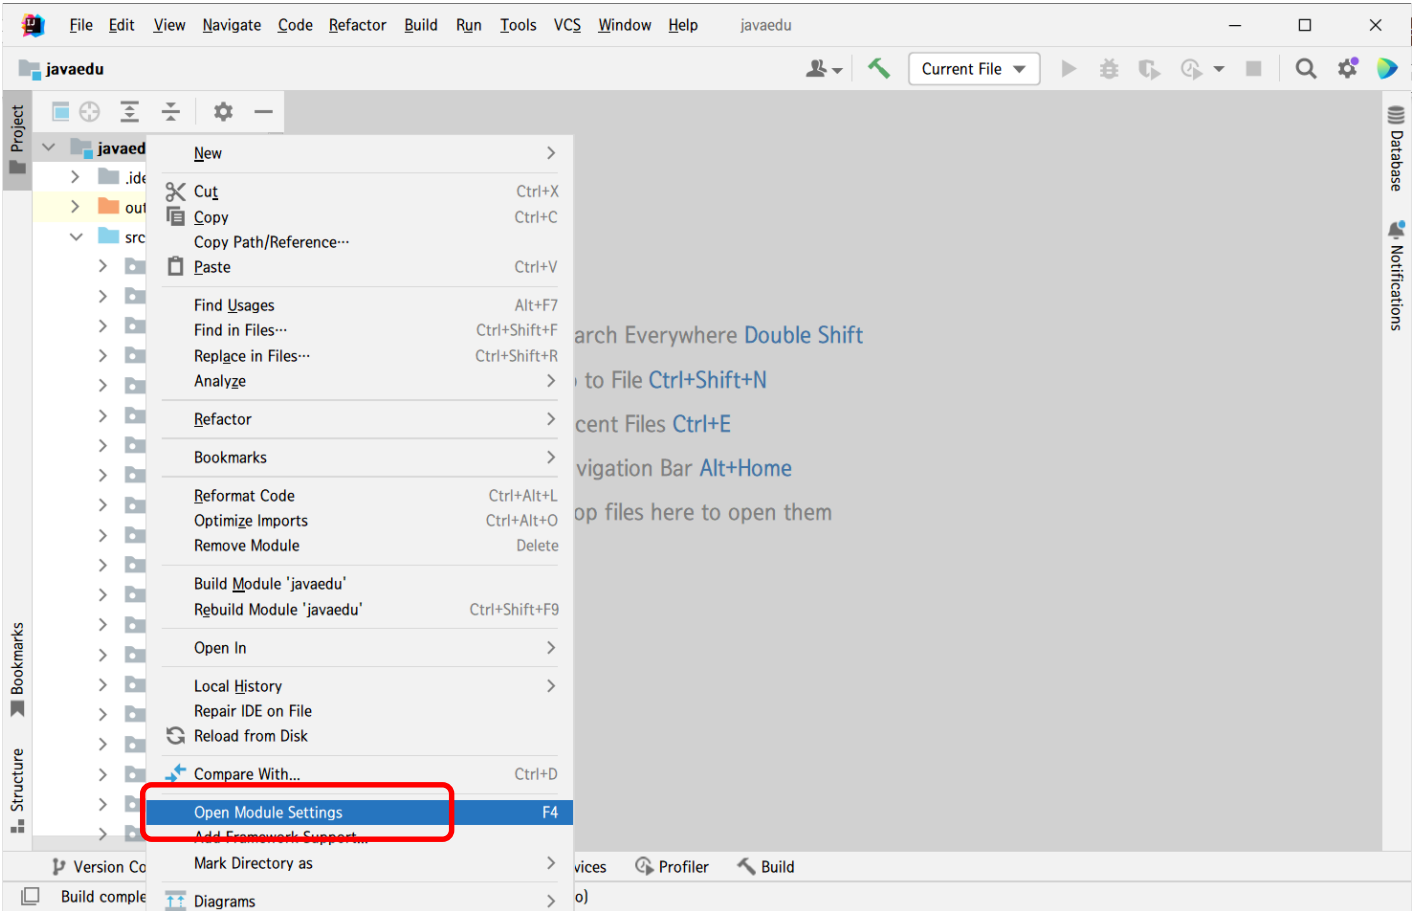 File Edit View Navigate Code Refactor Build Run Tools VCS Window Help javaedu
javaedu
Current File
Project
javaed
.ide
out
src
New
Cut Ctrl+X
Copy Ctrl+C
Copy Path/Reference…
Paste Ctrl+V
Find Usages Alt+F7
Find in Files… Ctrl+Shift+F
Replace in Files… Ctrl+Shift+R
Analyze
Refactor
Bookmarks
Reformat Code Ctrl+Alt+L
Optimize Imports Ctrl+Alt+O
Remove Module Delete
Build Module 'javaedu'
Rebuild Module 'javaedu' Ctrl+Shift+F9
Open In
Local History
Repair IDE on File
Reload from Disk
Compare With... Ctrl+D
Open Module Settings F4
Add Framework Support...
Mark Directory as
Diagrams
arch Everywhere Double Shift
to File Ctrl+Shift+N
cent Files Ctrl+E
vigation Bar Alt+Home
op files here to open them
Database
Notifications
Bookmarks
Structure
Version Co
vices Profiler Build
Build comple
o)